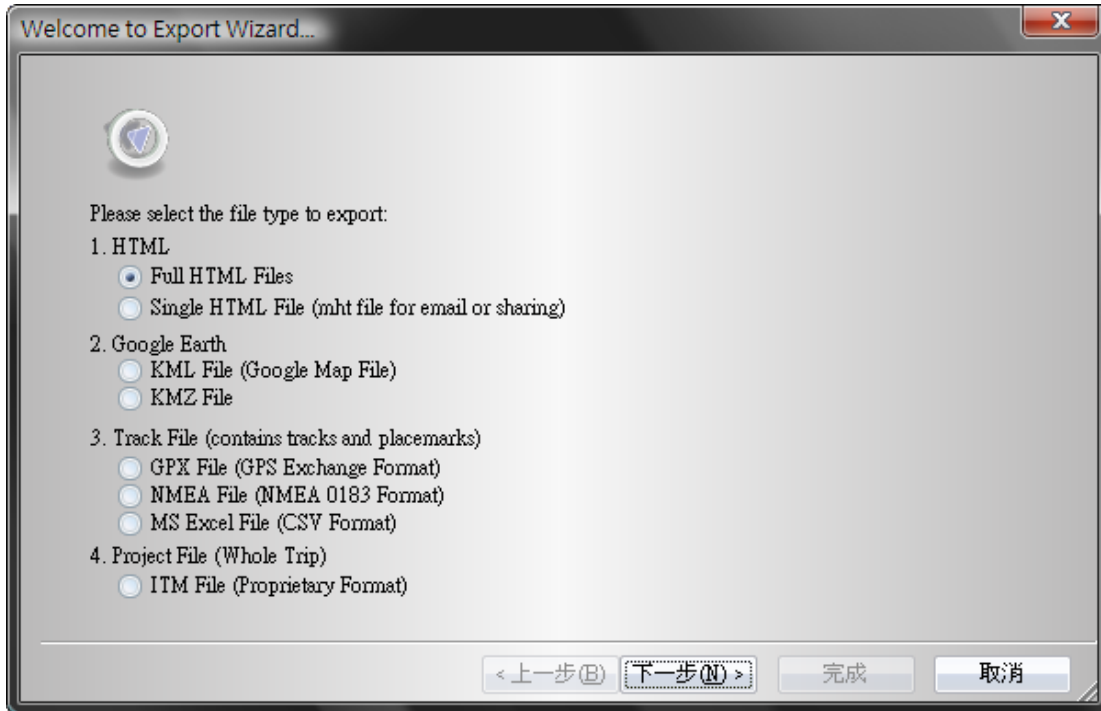 Welcome to Export Wizard...
Please select the file type to export:
1. HTML
Full HTML Files
Single HTML File (mht file for email or sharing)
2. Google Earth
KML File (Google Map File)
KMZ File
3. Track File (contains tracks and placemarks)
GPX File (GPS Exchange Format)
NMEA File (NMEA 0183 Format)
MS Excel File (CSV Format)
4. Project File (Whole Trip)
ITM File (Proprietary Format)
<上一步(B) 下一步(N)> 完成 取消